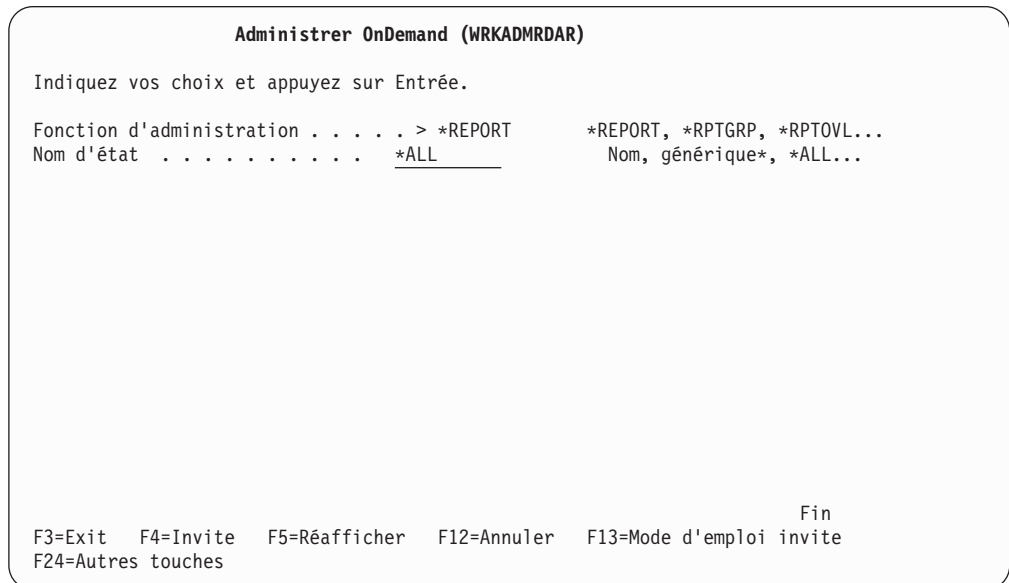 Administrer OnDemand (WRKADMRDAR)
Indiquez vos choix et appuyez sur Entrée.
Fonction d'administration . . . . . > *REPORT *REPORT, *RPTGRP, *RPTOVL...
Nom d'état . . . . . . . . . . *ALL Nom, générique*, *ALL...
Fin
F3=Exit F4=Invite F5=Réafficher F12=Annuler F13=Mode d'emploi invite
F24=Autres touches